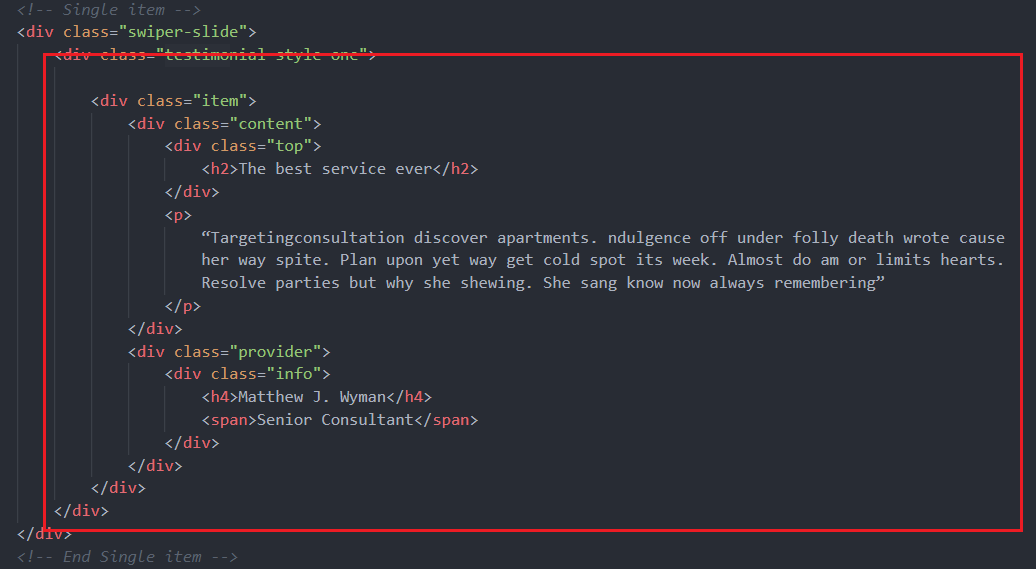 <!-- Single item -->
<div class="swiper-slide">
<div class="testimonial-style-one">
<div class="item">
<div class="content">
<div class="top">
<h2>The best service ever</h2>
</div>
<p>
“Targetingconsultation discover apartments. ndulgence off under folly death wrote cause
her way spite. Plan upon yet way get cold spot its week. Almost do am or limits hearts.
Resolve parties but why she shewing. She sang know now always remembering”
</p>
</div>
<div class="provider">
<div class="info">
<h4>Matthew J. Wyman</h4>
<span>Senior Consultant</span>
</div>
</div>
</div>
</div>
</div>
<!-- End Single item -->